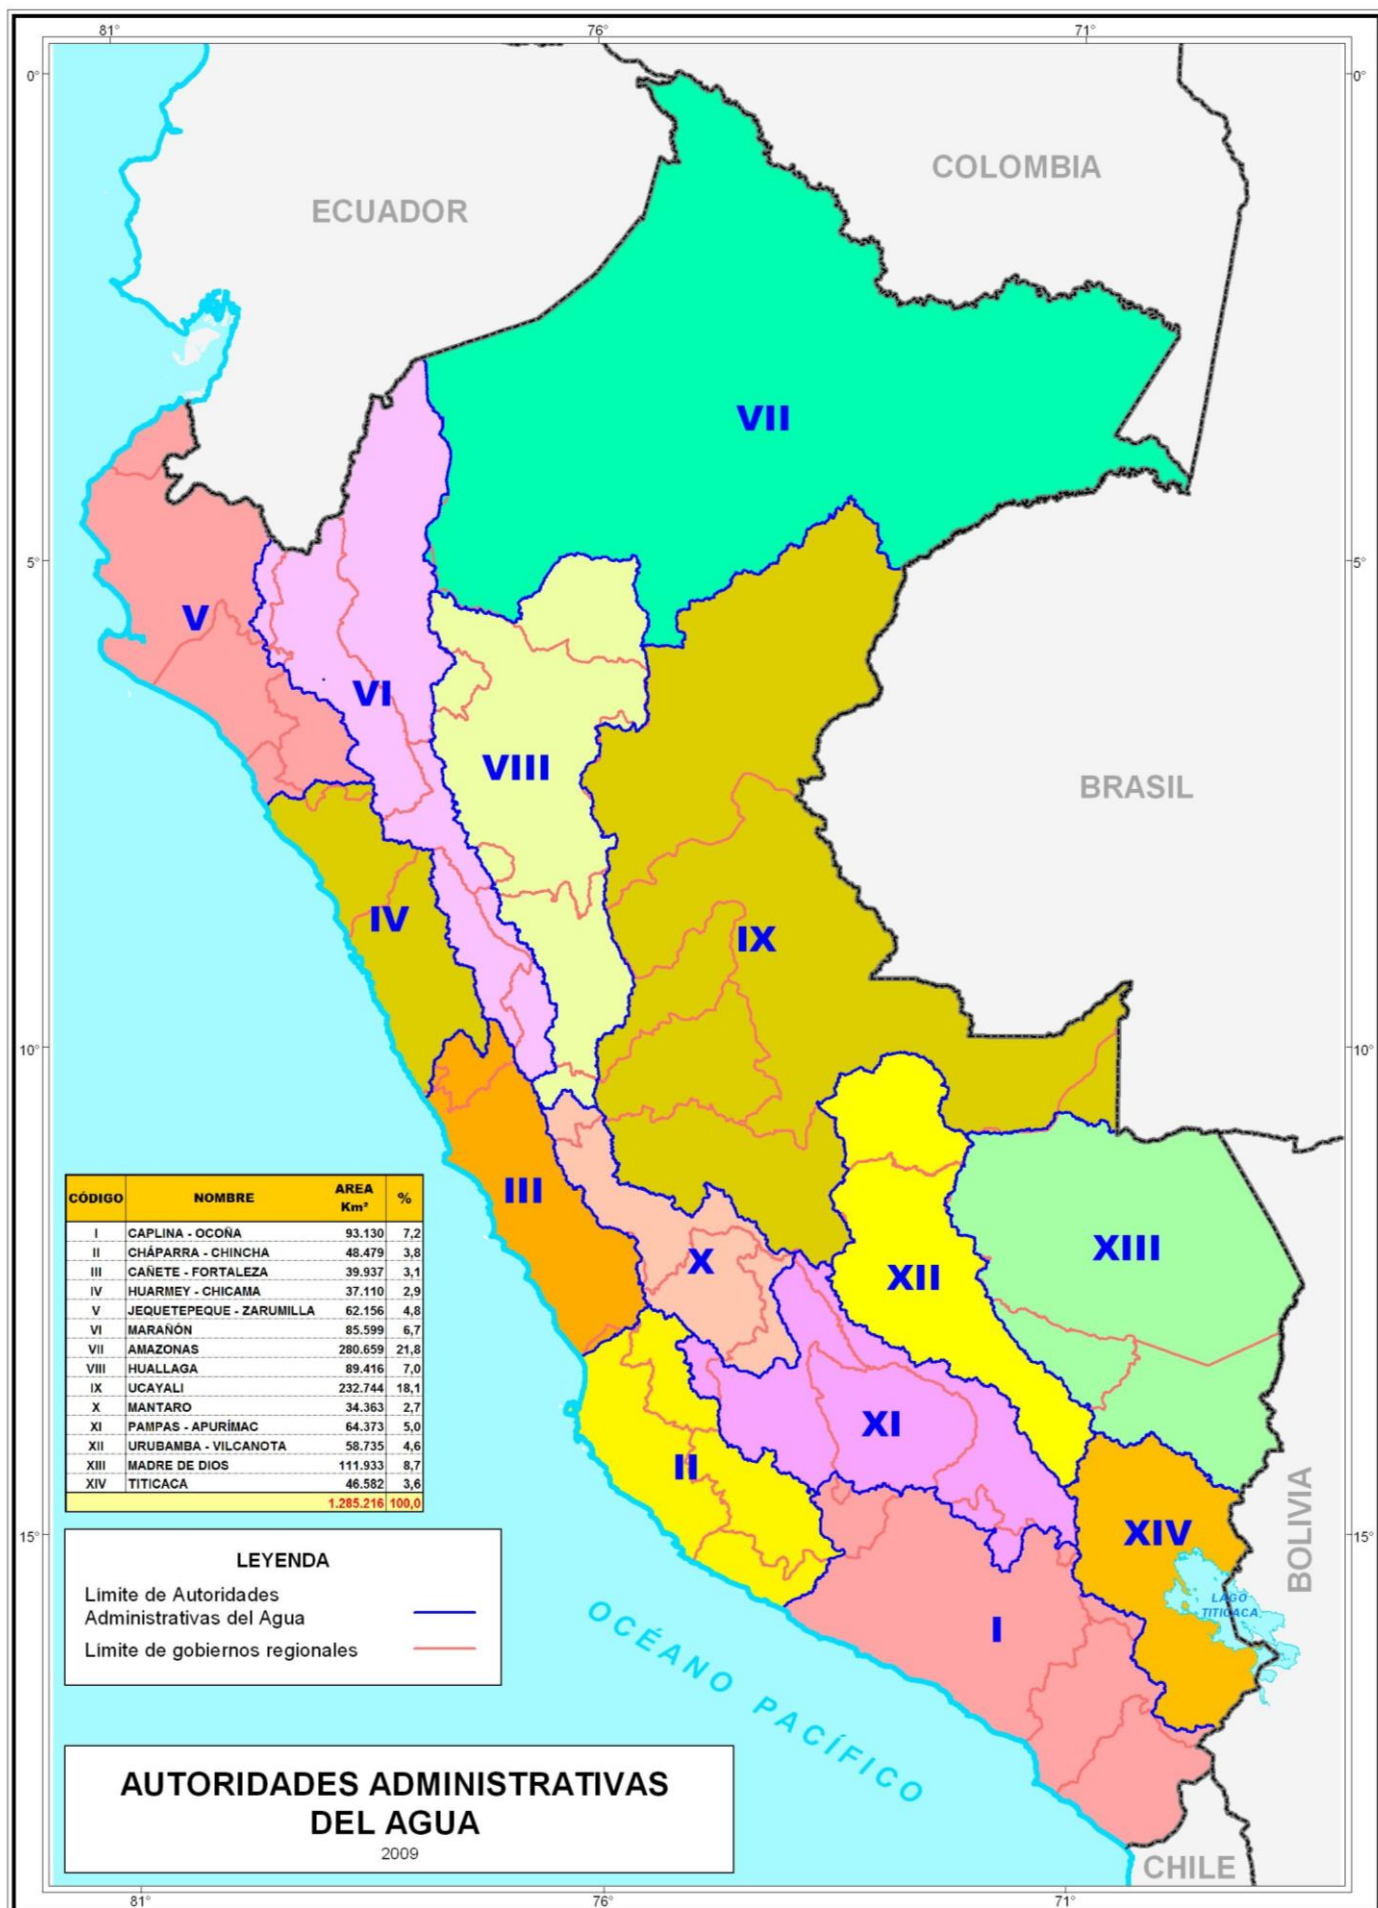 81° 76° 71°
0° 0°
COLOMBIA
ECUADOR
VII
5° 5°
V
VI
VIII
BRASIL
IV
IX
10° 10°
III
XIII
X
XII
CÓDIGO NOMBRE AREA Km² %
I CAPLINA - OCOÑA 93.130 7,2
II CHÁPARRA - CHINCHA 48.479 3,8
III CAÑETE - FORTALEZA 39.937 3,1
IV HUARMEY - CHICAMA 37.110 2,9
V JEQUETEPEQUE - ZARUMILLA 62.156 4,8
VI MARAÑÓN 85.599 6,7
VII AMAZONAS 280.659 21,8
VIII HUALLAGA 89.416 7,0
IX UCAYALI 232.744 18,1
X MANTARO 34.363 2,7
XI PAMPAS - APURÍMAC 64.373 5,0
XII URUBAMBA - VILCANOTA 58.735 4,6
XIII MADRE DE DIOS 111.933 8,7
XIV TITICACA 46.582 3,6
1.285.216 100,0
XI
II
XIV
BOLIVIA
15° 15°
LAGO
TITICACA
I
LEYENDA
Límite de Autoridades
Administrativas del Agua
Límite de gobiernos regionales
OCÉANO PACÍFICO
AUTORIDADES ADMINISTRATIVAS
DEL AGUA
2009
CHILE
81° 76° 71°